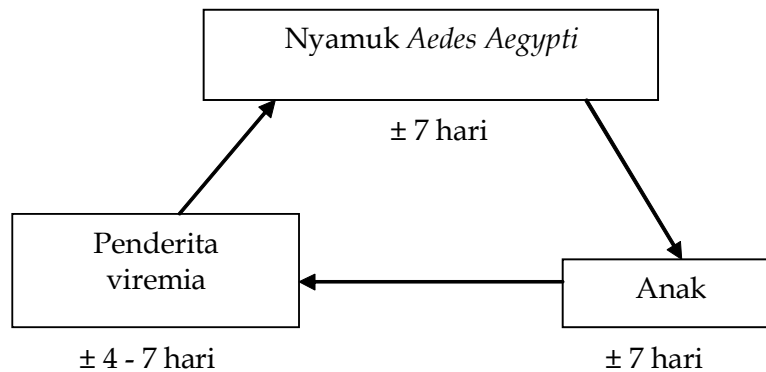 Nyamuk Aedes Aegypti
± 7 hari
Penderita
viremia
Anak
± 4 - 7 hari
± 7 hari